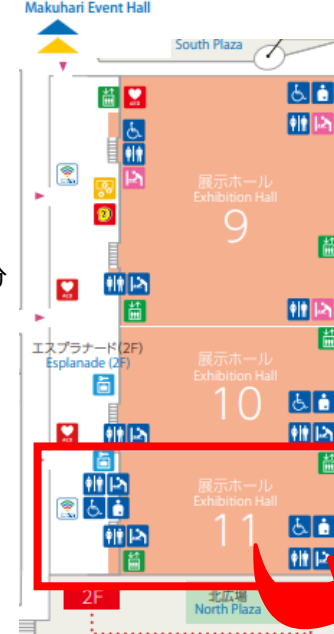 Makuhari Event Hall
South Plaza
AED
展示ホール
Exhibition Hall
9
?
分
AED
エスプラナード(2F)
Esplanade (2F)
展示ホール
Exhibition Hall
10
AED
展示ホール
Exhibition Hall
11
2F
北広場
North Plaza